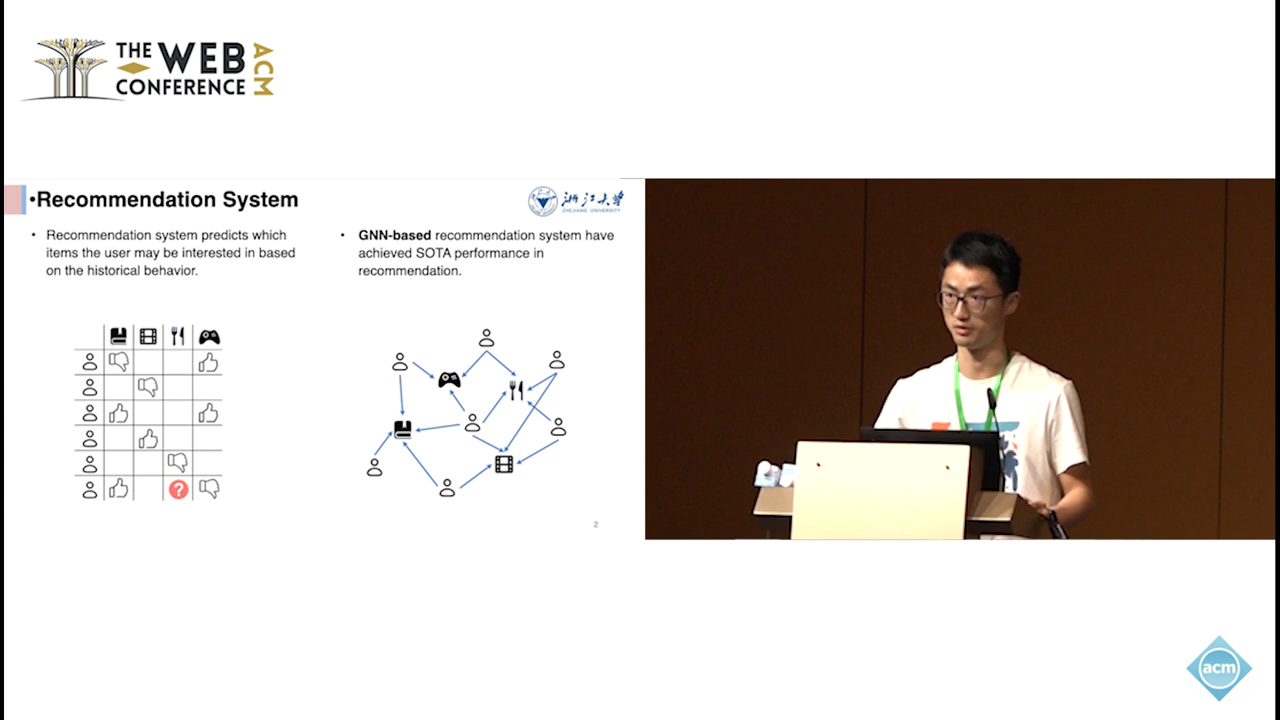 THE WEB
CONFERENCE
ACM
•Recommendation System
浙江大学
ZHEJIANG UNIVERSITY
• Recommendation system predicts which
items the user may be interested in based
on the historical behavior.
• GNN-based recommendation system have
achieved SOTA performance in
recommendation.
?
2
acm